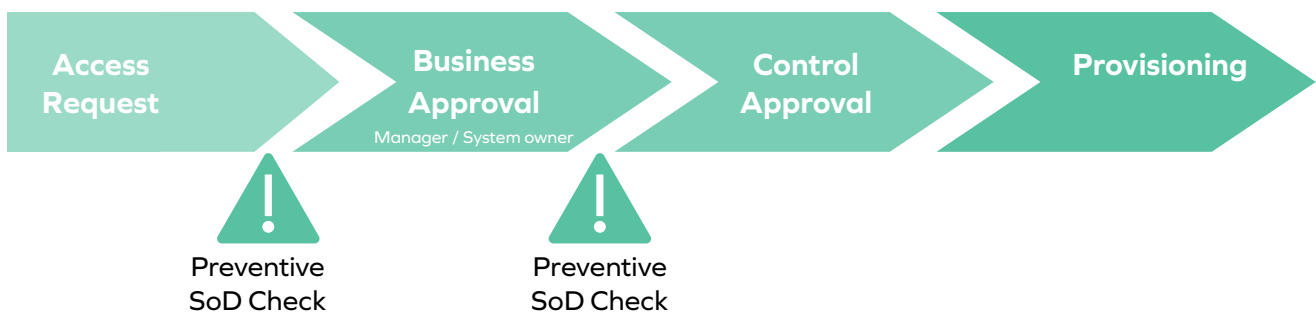 Access
Request
Business
Approval
Manager / System owner
Control
Approval
Provisioning
Preventive
SoD Check
Preventive
SoD Check